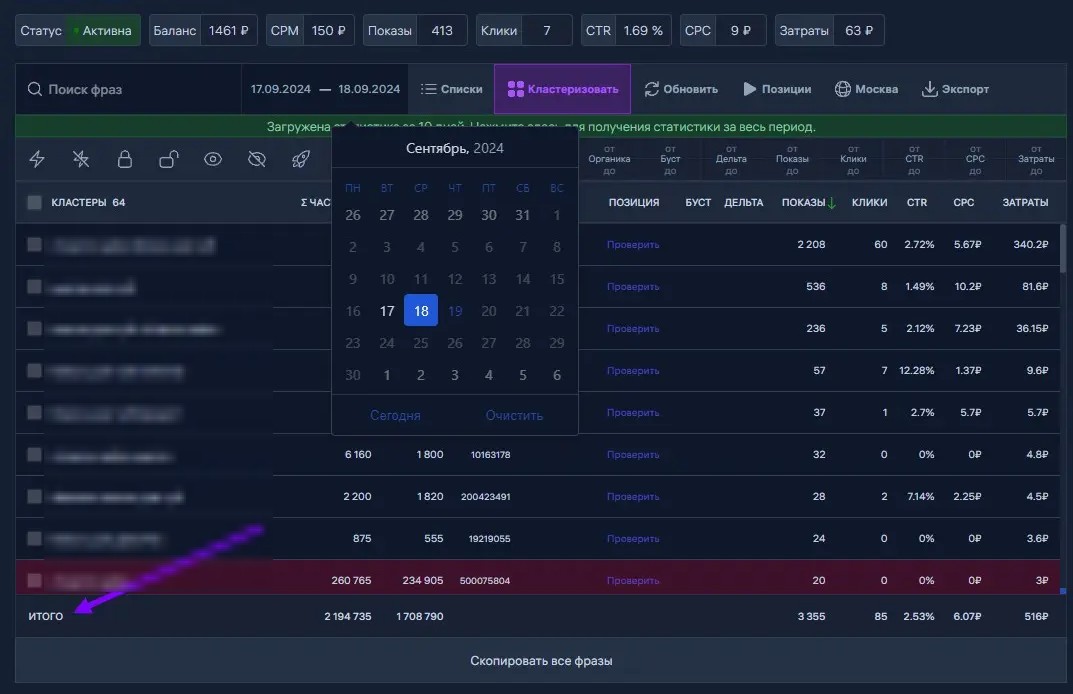 Статус Активна Баланс 1461 ₽ CPM 150 ₽ Показы 413 Клики 7 CTR 1.69 % CPC 9 ₽ Затраты 63 ₽
Поиск фраз 17.09.2024 — 18.09.2024 Списки Кластеризовать Обновить Позиции Москва Экспорт
Загружена статистика за 10 дней. Нажмите здесь для получения статистики за весь период.
Сентябрь, 2024
от от от от от от от от
Органика Буст Дельта Показы Клики CTR CPC Затраты
до до до до до до до до
ПН ВТ СР ЧТ ПТ СБ ВС
КЛАСТЕРЫ 64 Σ ЧАС ПОЗИЦИЯ БУСТ ДЕЛЬТА ПОКАЗЫ КЛИКИ CTR CPC ЗАТРАТЫ
26 27 28 29 30 31 1
2 3 4 5 6 7 8
Проверить 2 208 60 2.72% 5.67₽ 340.2₽
9 10 11 12 13 14 15
Проверить 536 8 1.49% 10.2₽ 81.6₽
16 17 18 19 20 21 22
Проверить 236 5 2.12% 7.23₽ 36.15₽
23 24 25 26 27 28 29
Проверить 57 7 12.28% 1.37₽ 9.6₽
30 1 2 3 4 5 6
Сегодня Очистить
Проверить 37 1 2.7% 5.7₽ 5.7₽
6 160 1 800 10163178 Проверить 32 0 0% 0₽ 4.8₽
2 200 1 820 200423491 Проверить 28 2 7.14% 2.25₽ 4.5₽
875 555 19219055 Проверить 24 0 0% 0₽ 3.6₽
260 765 234 905 500075804 Проверить 20 0 0% 0₽ 3₽
ИТОГО 2 194 735 1 708 790 3 355 85 2.53% 6.07₽ 516₽
Скопировать все фразы